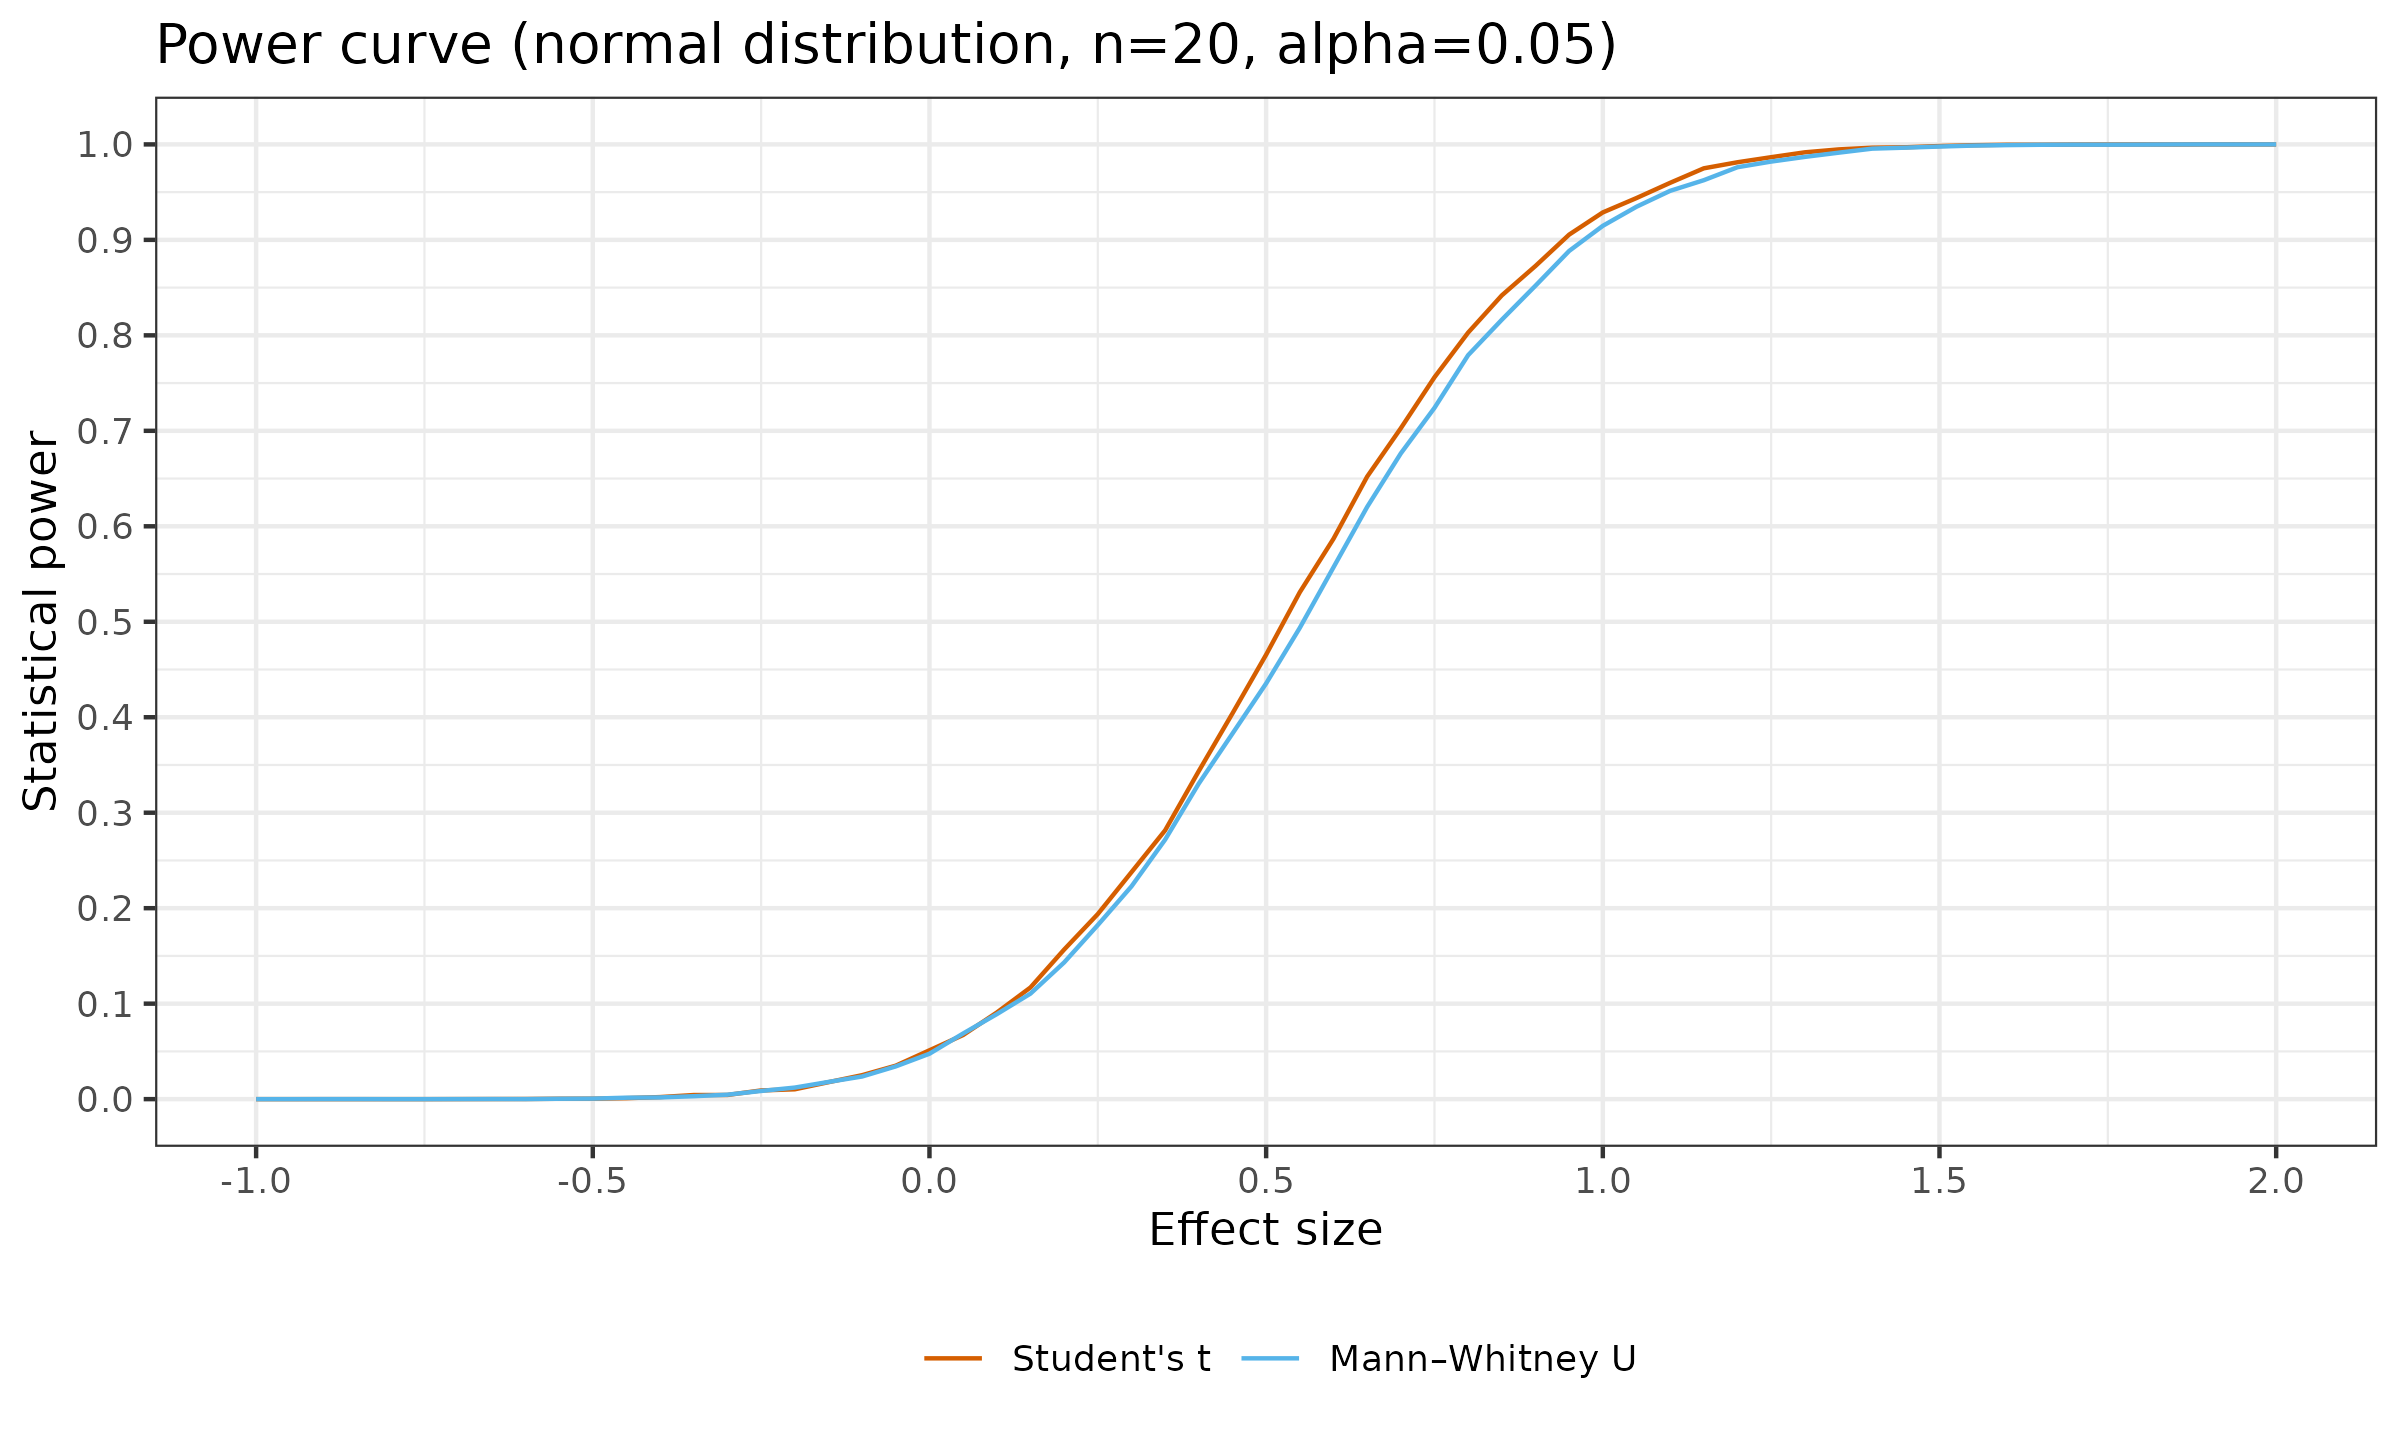 Power curve (normal distribution, n=20, alpha=0.05)
Statistical power
1.0
0.9
0.8
0.7
0.6
0.5
0.4
0.3
0.2
0.1
0.0
-1.0 -0.5 0.0 0.5 1.0 1.5 2.0
Effect size
Student's t Mann–Whitney U